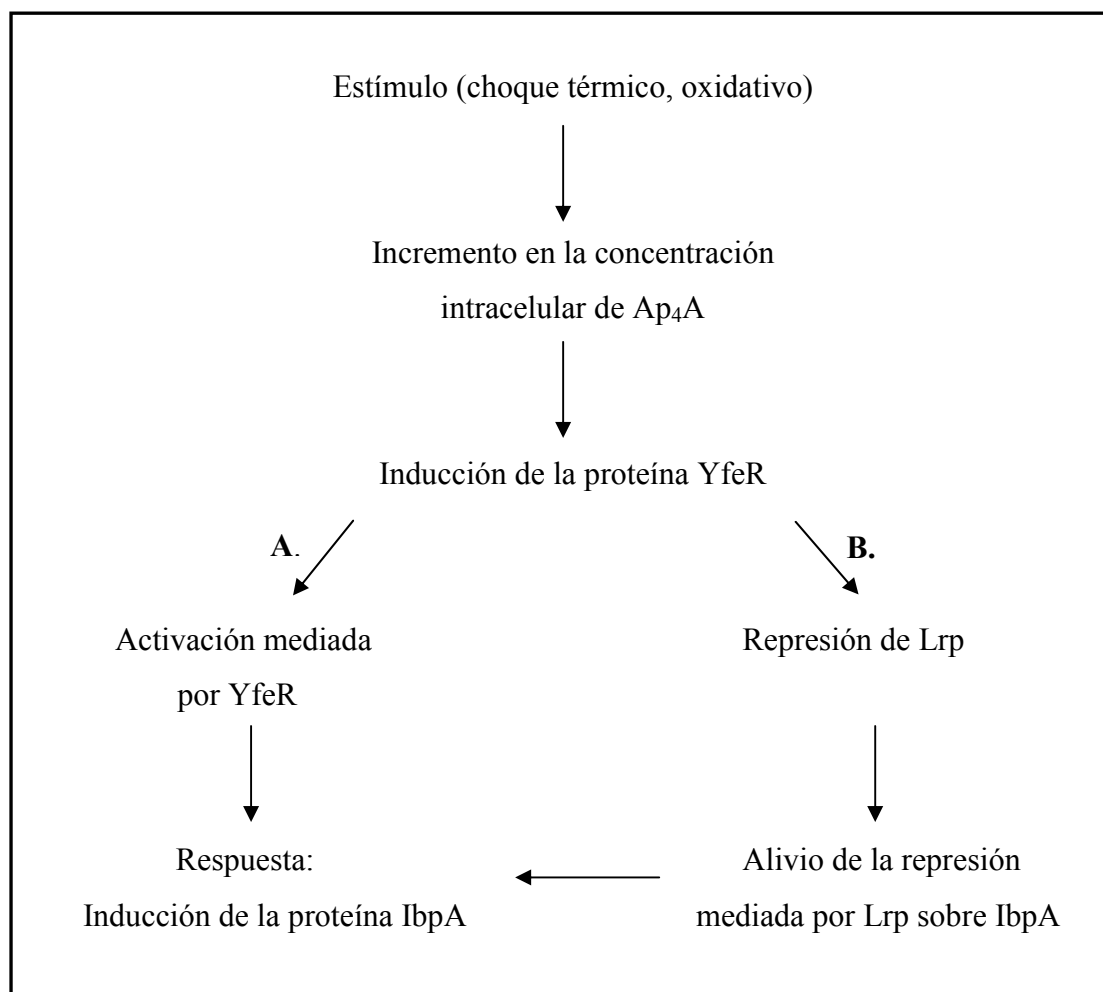 Estímulo (choque térmico, oxidativo)
Incremento en la concentración
intracelular de Ap₄A
Inducción de la proteína YfeR
A.
B.
Activación mediada
por YfeR
Represión de Lrp
Respuesta:
Inducción de la proteína IbpA
Alivio de la represión
mediada por Lrp sobre IbpA